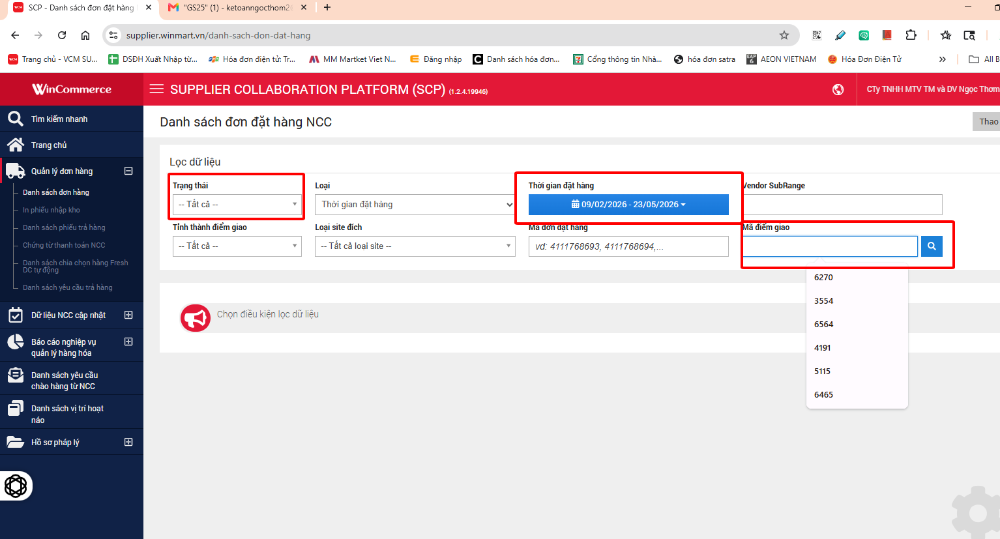 SCP - Danh sách đơn đặt hàng
"GS25" (1) - ketoanngocthom2
supplier.winmart.vn/danh-sach-don-dat-hang
Trang chủ - VCM SU...
DSĐH Xuất Nhập từ...
Hóa đơn điện tử: Tr...
MM Martket Viet N...
Đăng nhập
Danh sách hóa đơn...
Cổng thông tin Nhà...
hóa đơn satra
AEON VIETNAM
Hóa Đơn Điện Tử
All B
WinCommerce
SUPPLIER COLLABORATION PLATFORM (SCP) (1.2.4.19946)
CTy TNHH MTV TM và DV Ngọc Thơm
Tìm kiếm nhanh
Trang chủ
Quản lý đơn hàng
Danh sách đơn hàng
In phiếu nhập kho
Danh sách phiếu trả hàng
Chứng từ thanh toán NCC
Danh sách chia chọn hàng Fresh
DC tự động
Danh sách yêu cầu trả hàng
Dữ liệu NCC cập nhật
Báo cáo nghiệp vụ
quản lý hàng hóa
Danh sách yêu cầu
chào hàng từ NCC
Danh sách vị trí hoạt
náo
Hồ sơ pháp lý
Danh sách đơn đặt hàng NCC
Thao
Lọc dữ liệu
Trạng thái
Loại
Thời gian đặt hàng
Vendor SubRange
-- Tất cả --
Thời gian đặt hàng
09/02/2026 - 23/05/2026
Tỉnh thành điểm giao
Loại site đích
Mã đơn đặt hàng
Mã điểm giao
-- Tất cả --
-- Tất cả loại site --
vd: 4111768693, 4111768694,...
6270
3554
6564
4191
5115
6465
Chọn điều kiện lọc dữ liệu